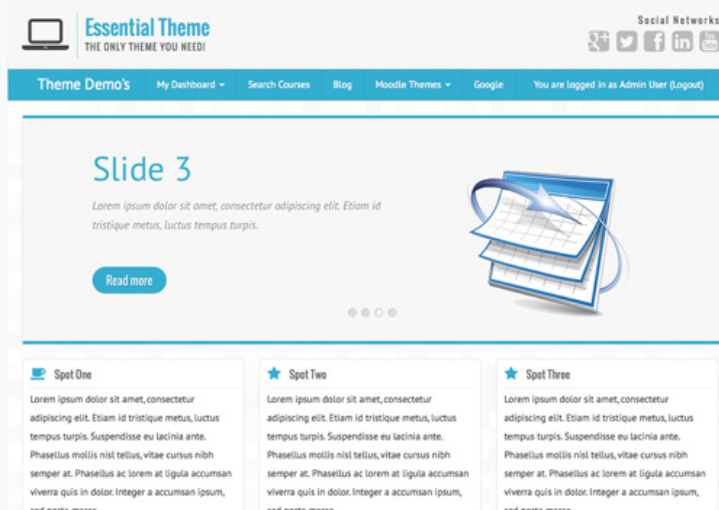 Essential Theme
THE ONLY THEME YOU NEED!
Social Networks
Theme Demo's
My Dashboard
Search Courses
Blog
Moodle Themes
Google
You are logged in as Admin User (Logout)
Slide 3
Lorem ipsum dolor sit amet, consectetur adipiscing elit. Etiam id
tristique metus, luctus tempus turpis.
Read more
Spot One
Lorem ipsum dolor sit amet, consectetur
adipiscing elit. Etiam id tristique metus, luctus
tempus turpis. Suspendisse eu lacinia ante.
Phasellus mollis nisl tellus, vitae cursus nibh
semper at. Phasellus ac lorem at ligula accumsan
viverra quis in dolor. Integer a accumsan ipsum,
Spot Two
Lorem ipsum dolor sit amet, consectetur
adipiscing elit. Etiam id tristique metus, luctus
tempus turpis. Suspendisse eu lacinia ante.
Phasellus mollis nisl tellus, vitae cursus nibh
semper at. Phasellus ac lorem at ligula accumsan
viverra quis in dolor. Integer a accumsan ipsum,
Spot Three
Lorem ipsum dolor sit amet, consectetur
adipiscing elit. Etiam id tristique metus, luctus
tempus turpis. Suspendisse eu lacinia ante.
Phasellus mollis nisl tellus, vitae cursus nibh
semper at. Phasellus ac lorem at ligula accumsan
viverra quis in dolor. Integer a accumsan ipsum,